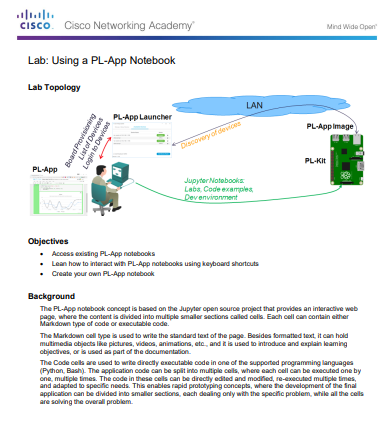 CISCO Cisco Networking Academy® Mind Wide Open®
Lab: Using a PL-App Notebook
Lab Topology
LAN
PL-App Launcher
Board Provisioning
List of Devices
Login to Devices
Discovery of devices
PL-App Image
PL-Kit
PL-App
Jupyter Notebooks:
Labs, Code examples,
Dev environment
Objectives
• Access existing PL-App notebooks
• Lean how to interact with PL-App notebooks using keyboard shortcuts
• Create your own PL-App notebook
Background
The PL-App notebook concept is based on the Jupyter open source project that provides an interactive web
page, where the content is divided into multiple smaller sections called cells. Each cell can contain either
Markdown type of code or executable code.
The Markdown cell type is used to write the standard text of the page. Besides formatted text, it can hold
multimedia objects like pictures, videos, animations, etc., and it is used to introduce and explain learning
objectives, or is used as part of the documentation.
The Code cells are used to write directly executable code in one of the supported programming languages
(Python, Bash). The application code can be split into multiple cells, where each cell can be executed one by
one, multiple times. The code in these cells can be directly edited and modified, re-executed multiple times,
and adapted to specific needs. This enables rapid prototyping concepts, where the development of the final
application can be divided into smaller sections, each dealing only with the specific problem, while all the cells
are solving the overall problem.